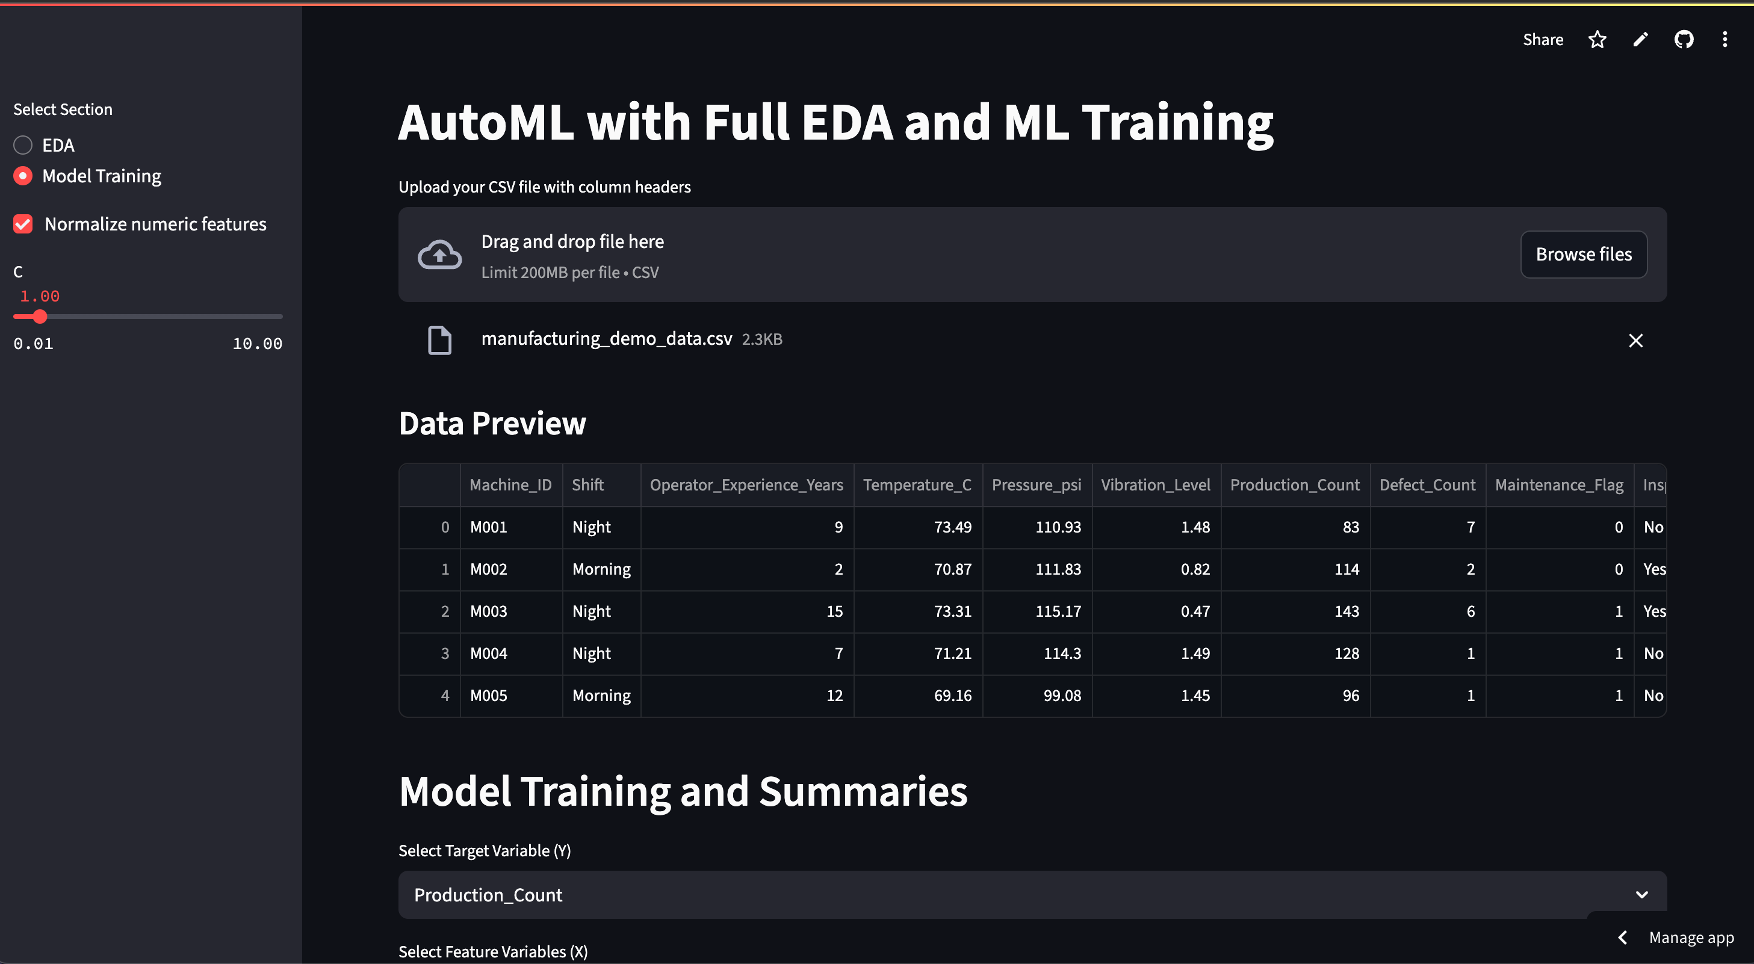 Share
Select Section
EDA
Model Training
Normalize numeric features
C
1.00
0.01 10.00
AutoML with Full EDA and ML Training
Upload your CSV file with column headers
Drag and drop file here
Limit 200MB per file • CSV
Browse files
manufacturing_demo_data.csv 2.3KB
Data Preview
Machine_ID Shift Operator_Experience_Years Temperature_C Pressure_psi Vibration_Level Production_Count Defect_Count Maintenance_Flag
0 M001 Night 9 73.49 110.93 1.48 83 7 0 No
1 M002 Morning 2 70.87 111.83 0.82 114 2 0 Yes
2 M003 Night 15 73.31 115.17 0.47 143 6 1 Yes
3 M004 Night 7 71.21 114.3 1.49 128 1 1 No
4 M005 Morning 12 69.16 99.08 1.45 96 1 1 No
Model Training and Summaries
Select Target Variable (Y)
Production_Count
Manage app
Select Feature Variables (X)